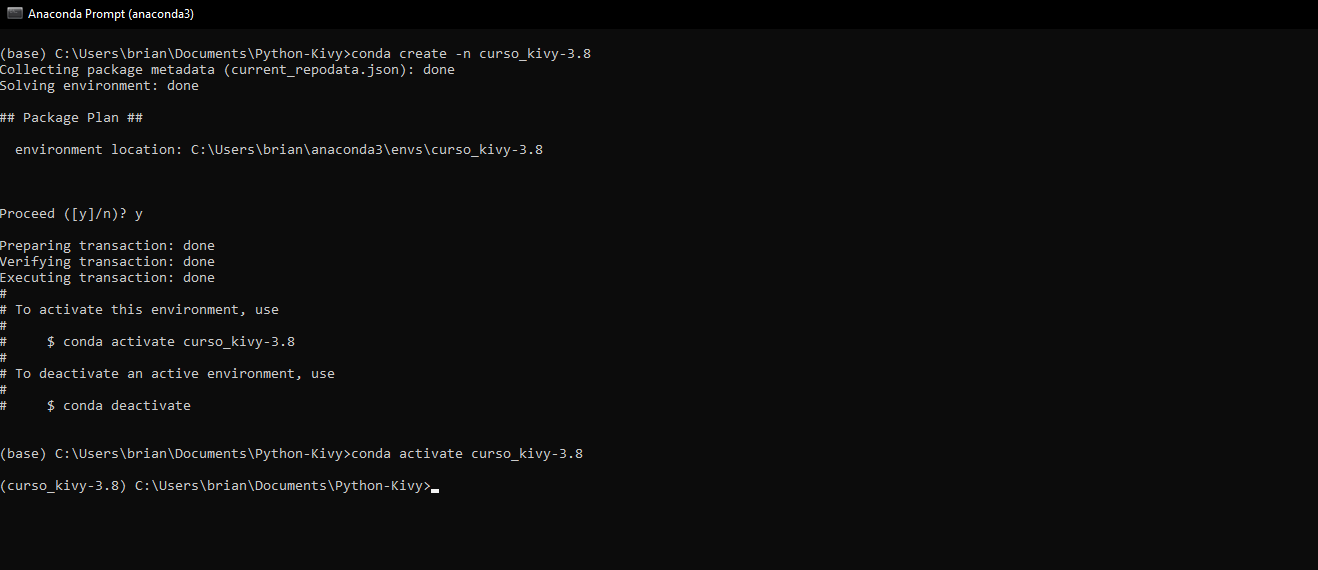 Anaconda Prompt (anaconda3)
(base) C:\Users\brian\Documents\Python-Kivy>conda create -n curso_kivy-3.8
Collecting package metadata (current_repodata.json): done
Solving environment: done
## Package Plan ##
environment location: C:\Users\brian\anaconda3\envs\curso_kivy-3.8
Proceed ([y]/n)? y
Preparing transaction: done
Verifying transaction: done
Executing transaction: done
#
# To activate this environment, use
#
#     $ conda activate curso_kivy-3.8
#
# To deactivate an active environment, use
#
#     $ conda deactivate
(base) C:\Users\brian\Documents\Python-Kivy>conda activate curso_kivy-3.8
(curso_kivy-3.8) C:\Users\brian\Documents\Python-Kivy>